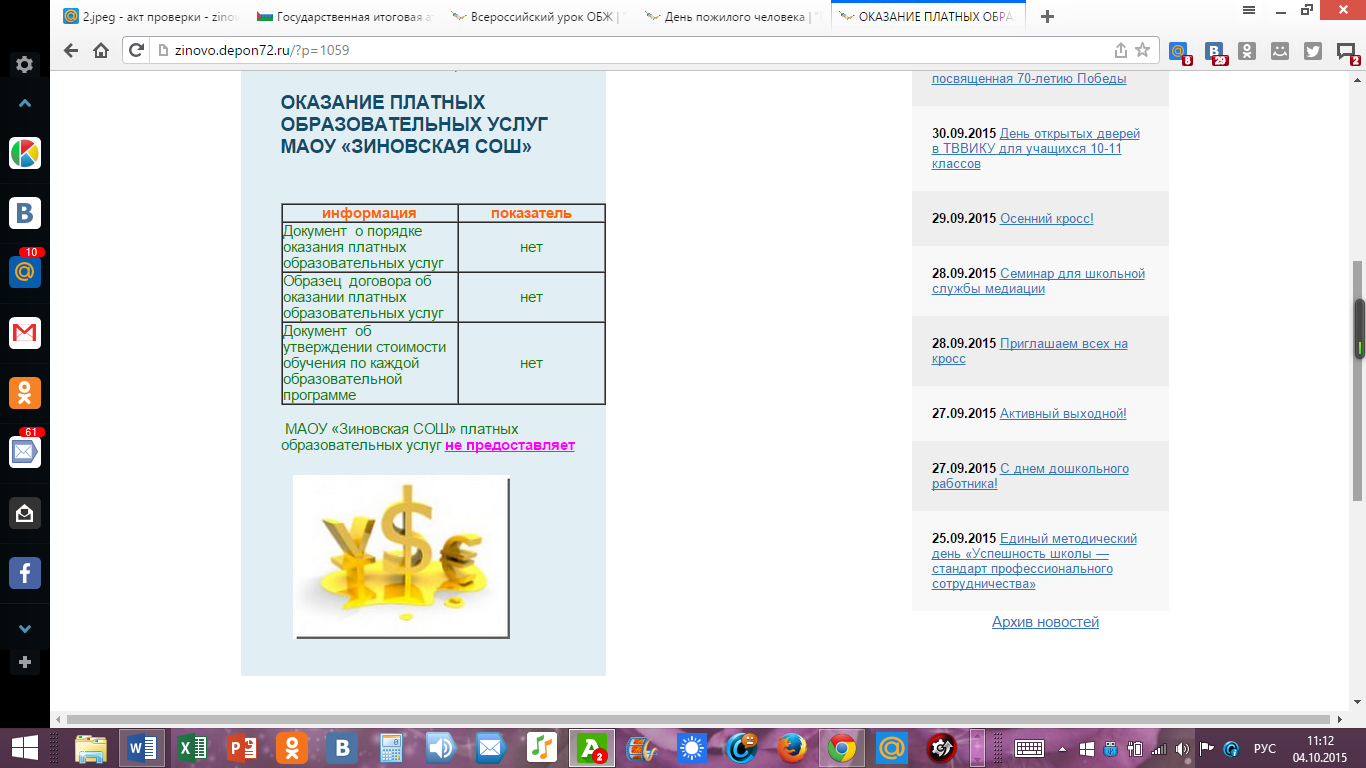 2.jpeg - акт проверки - zinov
Государственная итоговая а
Всероссийский урок ОБЖ | "
День пожилого человека | "
ОКАЗАНИЕ ПЛАТНЫХ ОБРА
zinovo.depon72.ru/?p=1059
8
29
2
10
61
ОКАЗАНИЕ ПЛАТНЫХ
ОБРАЗОВАТЕЛЬНЫХ УСЛУГ
МАОУ «ЗИНОВСКАЯ СОШ»
информация показатель
Документ о порядке
оказания платных
образовательных услуг
нет
Образец договора об
оказании платных
образовательных услуг
нет
Документ об
утверждении стоимости
обучения по каждой
образовательной
программе
нет
МАОУ «Зиновская СОШ» платных
образовательных услуг не предоставляет
посвященная 70-летию Победы
30.09.2015 День открытых дверей
в ТВВИКУ для учащихся 10-11
классов
29.09.2015 Осенний кросс!
28.09.2015 Семинар для школьной
службы медиации
28.09.2015 Приглашаем всех на
кросс
27.09.2015 Активный выходной!
27.09.2015 С днем дошкольного
работника!
25.09.2015 Единый методический
день «Успешность школы —
стандарт профессионального
сотрудничества»
Архив новостей
2
РУС
11:12
04.10.2015